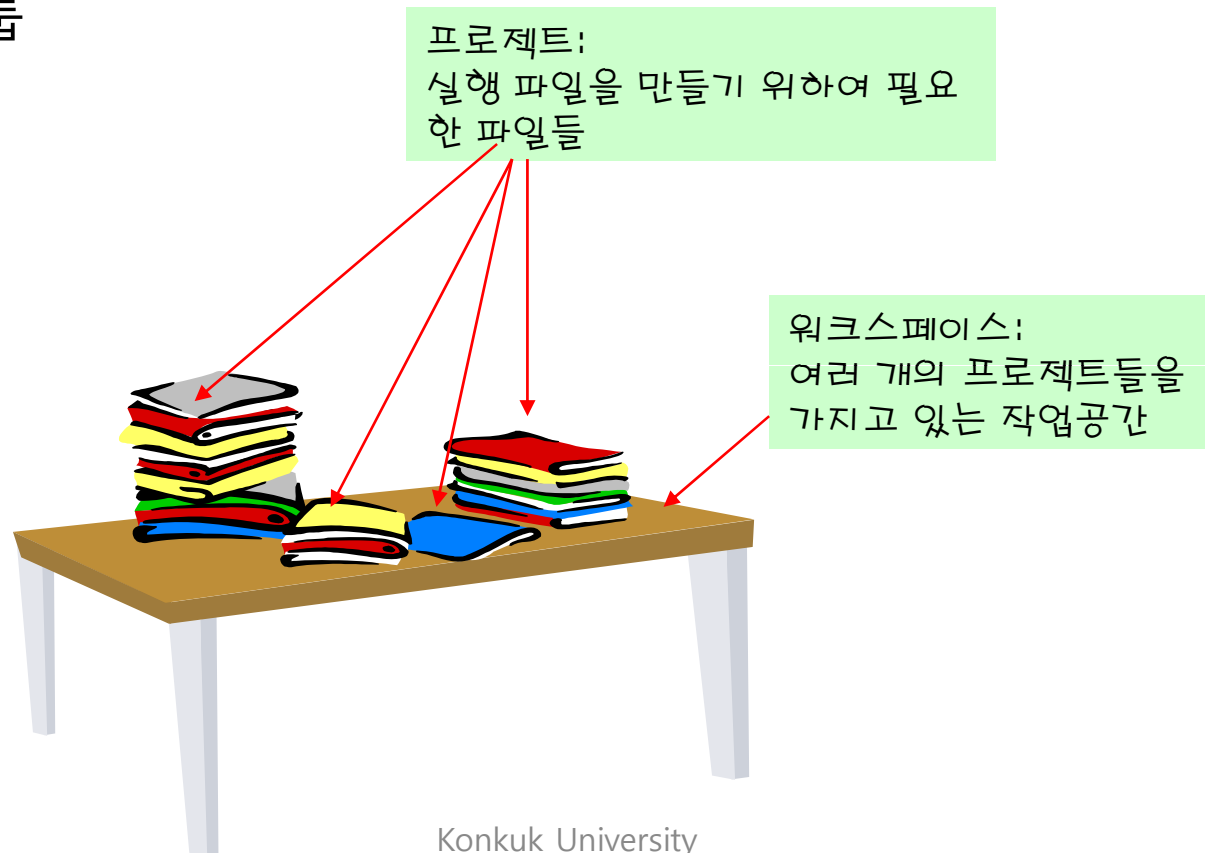 프로젝트:
실행 파일을 만들기 위하여 필요
한 파일들
워크스페이스:
여러 개의 프로젝트들을
가지고 있는 작업공간
Konkuk University